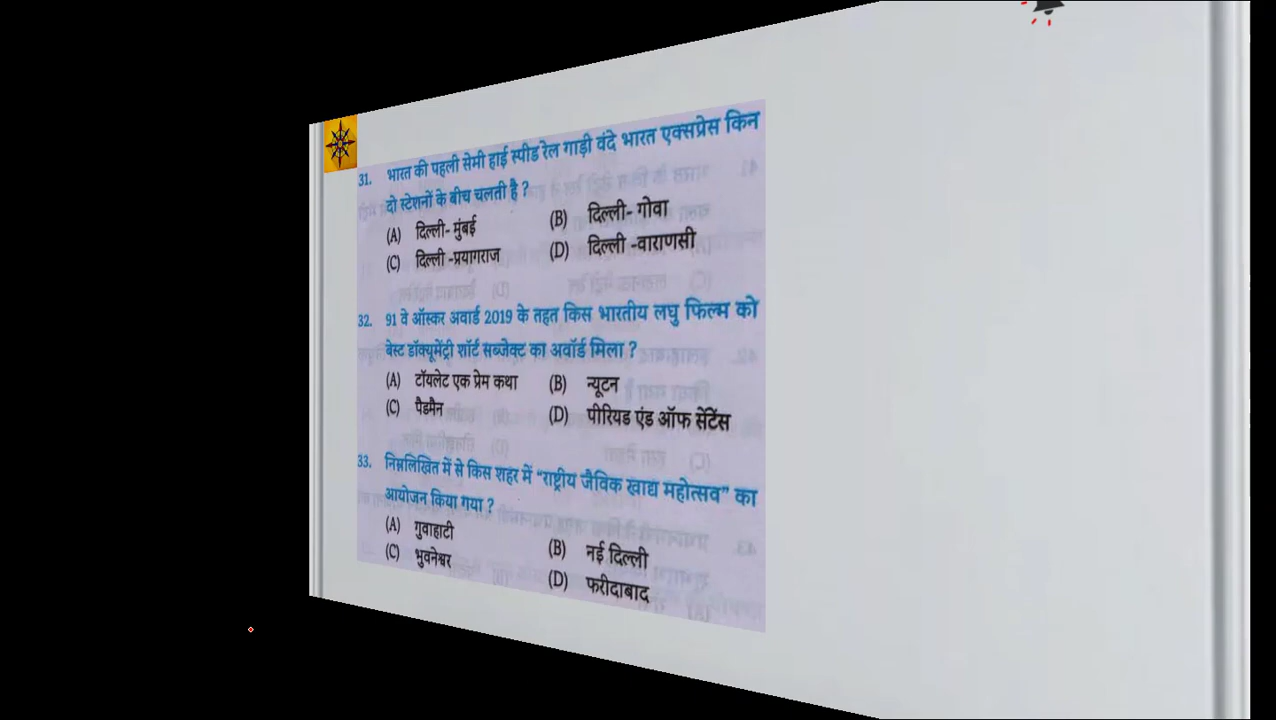 31. भारत की पहली सेमी हाई स्पीड रेल गाड़ी वंदे भारत एक्सप्रेस किन
दो स्टेशनों के बीच चलती है ?
(A) दिल्ली- मुंबई (B) दिल्ली- गोवा
(C) दिल्ली -प्रयागराज (D) दिल्ली -वाराणसी
32. 91 वे ऑस्कर अवार्ड 2019 के तहत किस भारतीय लघु फिल्म को
बेस्ट डॉक्यूमेंट्री शॉर्ट सब्जेक्ट का अवॉर्ड मिला ?
(A) टॉयलेट एक प्रेम कथा (B) न्यूटन
(C) पैडमैन (D) पीरियड एंड ऑफ सेंटेंस
33. निम्नलिखित में से किस शहर में “राष्ट्रीय जैविक खाद्य महोत्सव” का
आयोजन किया गया ?
(A) गुवाहाटी (B) नई दिल्ली
(C) भुवनेश्वर (D) फरीदाबाद